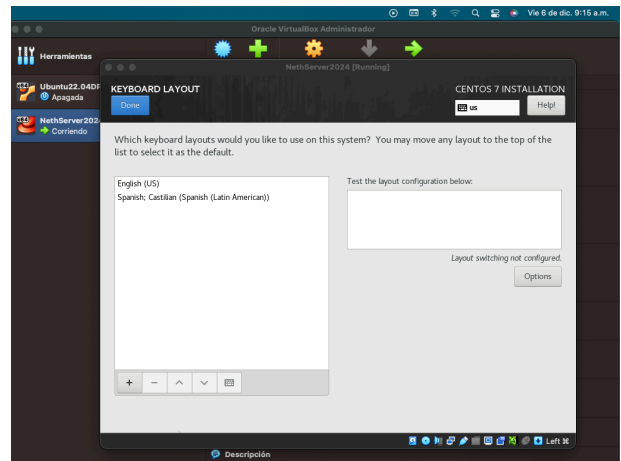 Vie 6 de dic. 9:15 a.m.
Oracle VirtualBox Administrador
Herramientas
NethServer2024 [Running]
Ubuntu22.04DF
Apagada
NethServer202
Corriendo
KEYBOARD LAYOUT
CENTOS 7 INSTALLATION
Done
us
Help!
Which keyboard layouts would you like to use on this system? You may move any layout to the top of the
list to select it as the default.
English (US)
Spanish; Castilian (Spanish (Latin American))
Test the layout configuration below:
Layout switching not configured.
Options
Left ⌘
Descripción